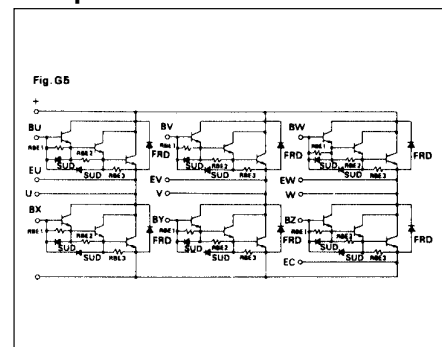 Fig. G5
+
BU BV BW
RBE1 RBE2 RBE1 RBE2 RBE1 RBE2
FRD FRD FRD
SUD SUD SUD
EU SUD RBE3 EV SUD RBE3 EW SUD RBE3
U V W
BX BY BZ
RBE1 RBE2 RBE1 RBE2 RBE1 RBE2
FRD FRD FRD
SUD SUD SUD
SUD RBE3 SUD RBE3 SUD RBE3
EC